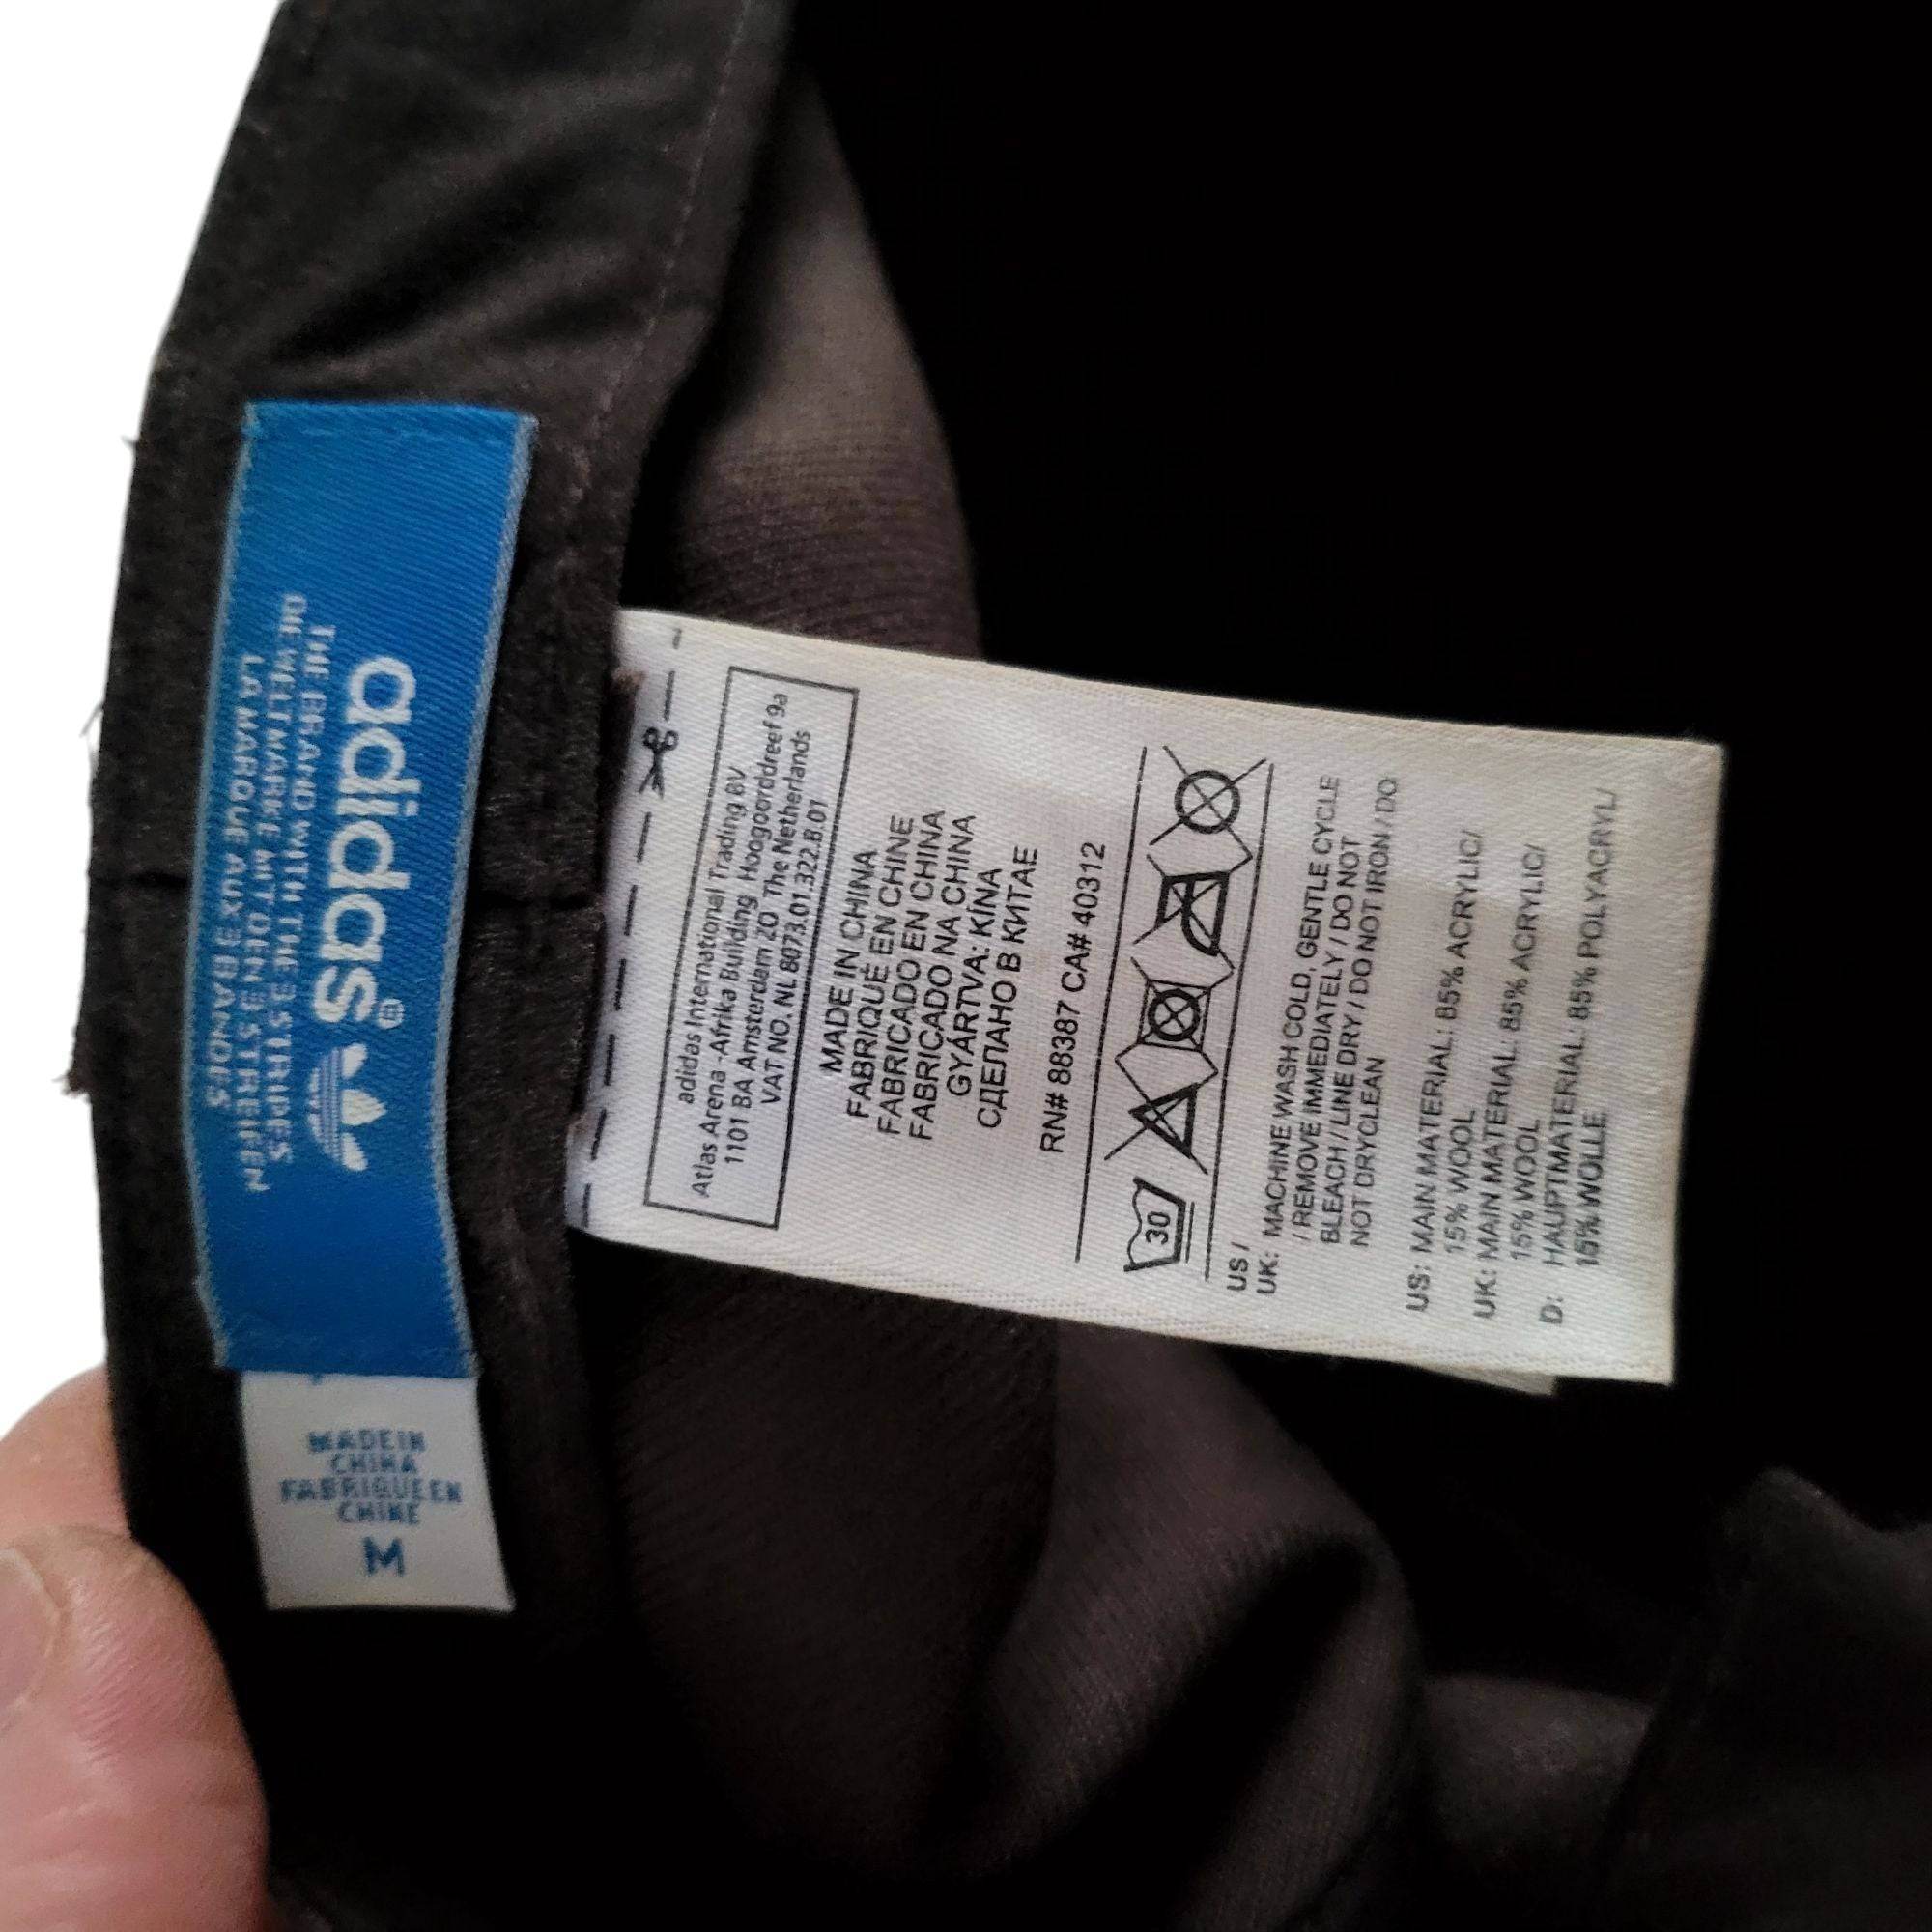 adidas®
THE BRAND WITH THE 3 STRIPES
DIE WELTMARKE MIT DEN 3 STREIFEN
LA MARQUE AUX 3 BANDES
MADE IN
CHINA
FABRIQUE EN
CHINE
M
adidas International Trading BV
Atlas Arena -Afrika Building Hoogoorddreef 9a
1101 BA Amsterdam ZO The Netherlands
VAT NO. NL 8073.01.322.B.01
MADE IN CHINA
FABRIQUÉ EN CHINE
FABRICADO EN CHINA
FABRICADO NA CHINA
GYÁRTVA: KÍNA
СДЕЛАНО В КИТАЕ
RN# 88387 CA# 40312
30
US /
UK: MACHINE WASH COLD, GENTLE CYCLE
/ REMOVE IMMEDIATELY / DO NOT
BLEACH / LINE DRY / DO NOT IRON / DO
NOT DRYCLEAN
US: MAIN MATERIAL: 85% ACRYLIC/
15% WOOL
UK: MAIN MATERIAL: 85% ACRYLIC/
15% WOOL
D: HAUPTMATERIAL: 85% POLYACRYL/
15% WOLLE